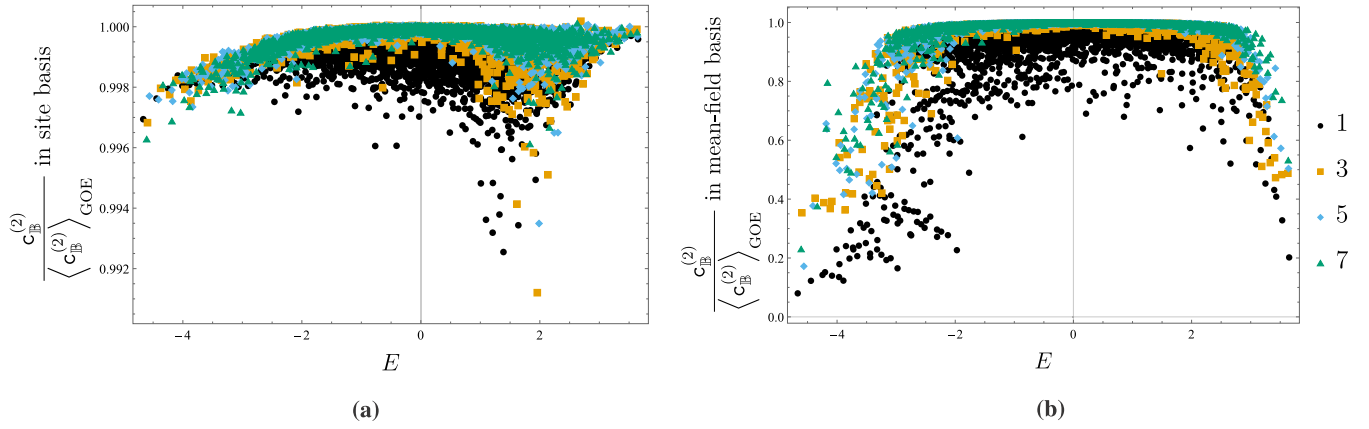 c_𝔹^(2) / ⟨c_𝔹^(2)⟩_GOE in site basis
1.000
0.998
0.996
0.994
0.992
−4 −2 0 2
E
(a)
c_𝔹^(2) / ⟨c_𝔹^(2)⟩_GOE in mean-field basis
1.0
0.8
0.6
0.4
0.2
0.0
−4 −2 0 2
E
(b)
1
3
5
7